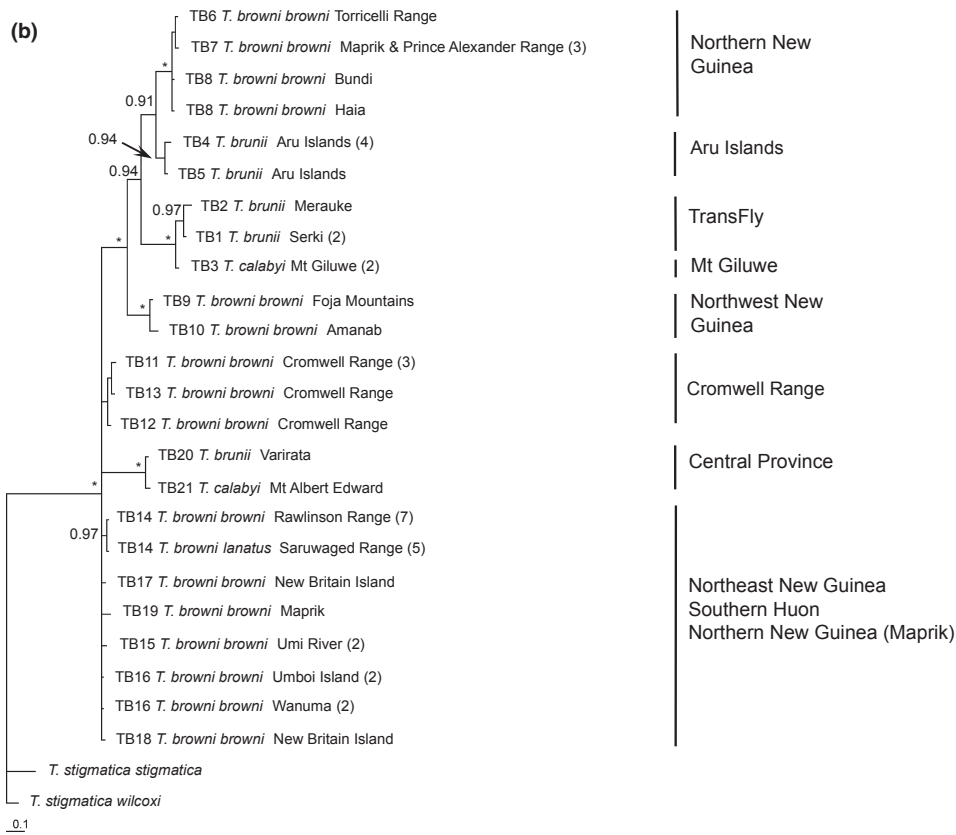 (b)
TB6 T. browni browni Torricelli Range
TB7 T. browni browni Maprik & Prince Alexander Range (3)
TB8 T. browni browni Bundi
TB8 T. browni browni Haia
Northern New
Guinea
*
0.91
0.94
TB4 T. brunii Aru Islands (4)
TB5 T. brunii Aru Islands
Aru Islands
0.94
0.97
TB2 T. brunii Merauke
TB1 T. brunii Serki (2)
TransFly
*
TB3 T. calabyi Mt Giluwe (2)
Mt Giluwe
*
*
TB9 T. browni browni Foja Mountains
TB10 T. browni browni Amanab
Northwest New
Guinea
TB11 T. browni browni Cromwell Range (3)
TB13 T. browni browni Cromwell Range
TB12 T. browni browni Cromwell Range
Cromwell Range
*
TB20 T. brunii Varirata
TB21 T. calabyi Mt Albert Edward
Central Province
*
0.97
TB14 T. browni browni Rawlinson Range (7)
TB14 T. browni lanatus Saruwaged Range (5)
TB17 T. browni browni New Britain Island
TB19 T. browni browni Maprik
TB15 T. browni browni Umi River (2)
TB16 T. browni browni Umboi Island (2)
TB16 T. browni browni Wanuma (2)
TB18 T. browni browni New Britain Island
Northeast New Guinea
Southern Huon
Northern New Guinea (Maprik)
T. stigmatica stigmatica
T. stigmatica wilcoxi
0.1